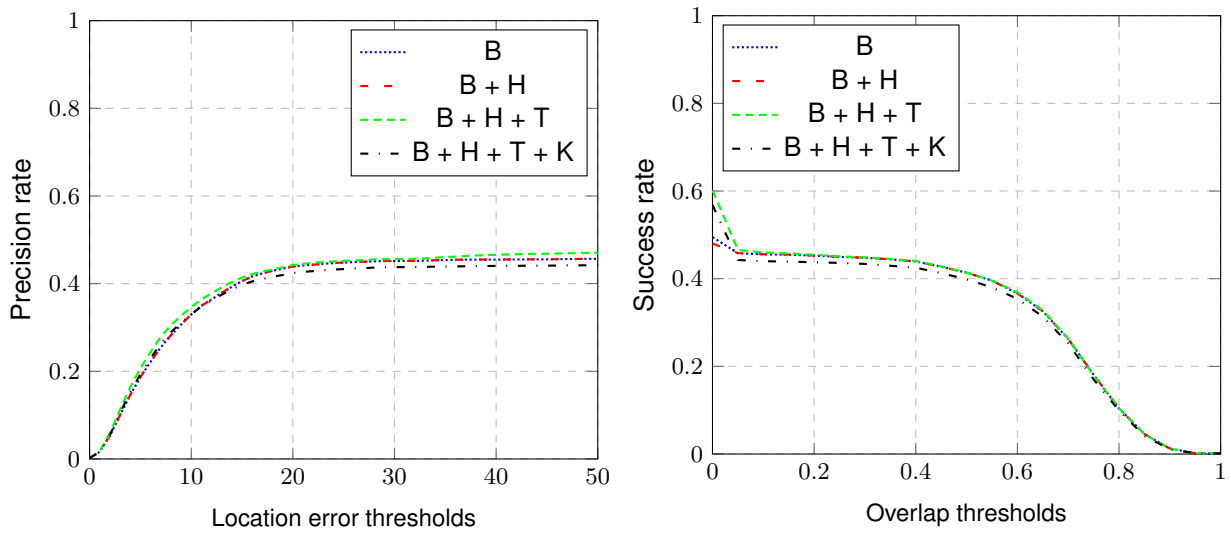 1
0.8
0.6
0.4
0.2
0
0 10 20 30 40 50
Precision rate
Location error thresholds
B
B + H
B + H + T
B + H + T + K
1
0.8
0.6
0.4
0.2
0
0 0.2 0.4 0.6 0.8 1
Success rate
Overlap thresholds
B
B + H
B + H + T
B + H + T + K